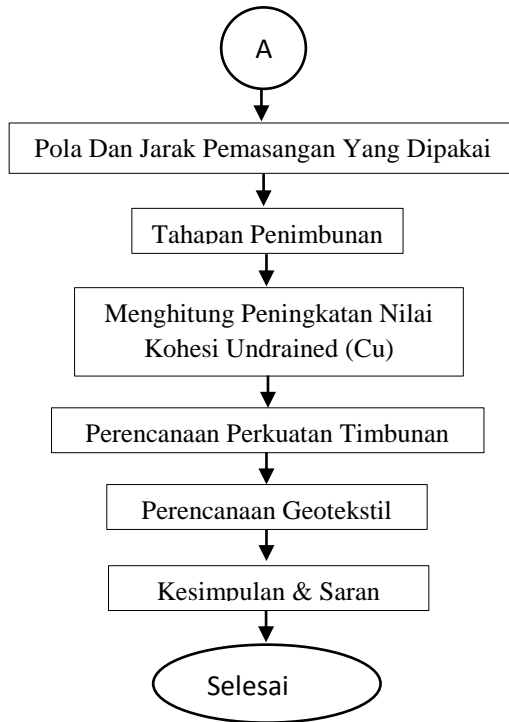 A
Pola Dan Jarak Pemasangan Yang Dipakai
Tahapan Penimbunan
Menghitung Peningkatan Nilai
Kohesi Undrained (Cu)
Perencanaan Perkuatan Timbunan
Perencanaan Geotekstil
Kesimpulan & Saran
Selesai